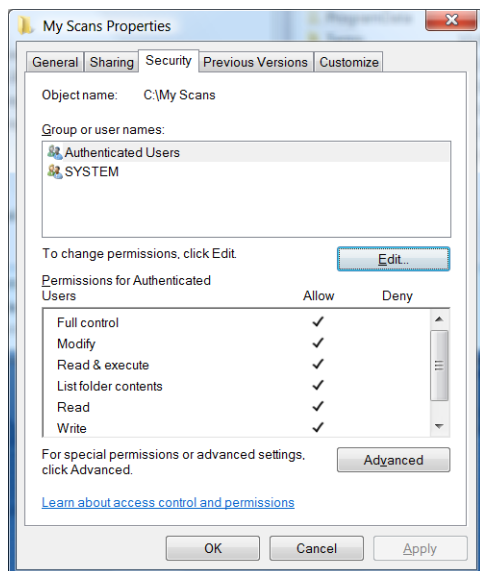 My Scans Properties
General Sharing Security Previous Versions Customize
Object name: C:\My Scans
Group or user names:
Authenticated Users
SYSTEM
To change permissions, click Edit.
Edit...
Permissions for Authenticated
Users Allow Deny
Full control
Modify
Read & execute
List folder contents
Read
Write
For special permissions or advanced settings,
click Advanced.
Advanced
Learn about access control and permissions
OK Cancel Apply